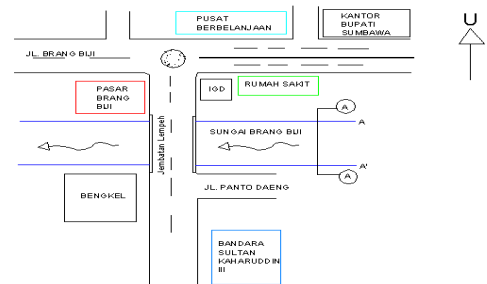 PUSAT
BERBELANJAAN
KANTOR
BUPATI
SUMBAWA
U
JL. BRANG BIJI
PASAR
BRANG
BIJI
IGD
RUMAH SAKIT
A
A
SUNGAI BRANG BIJI
Jembatan Lempeh
A'
A
BENGKEL
JL. PANTO DAENG
BANDARA
SULTAN
KAHARUDDIN
III